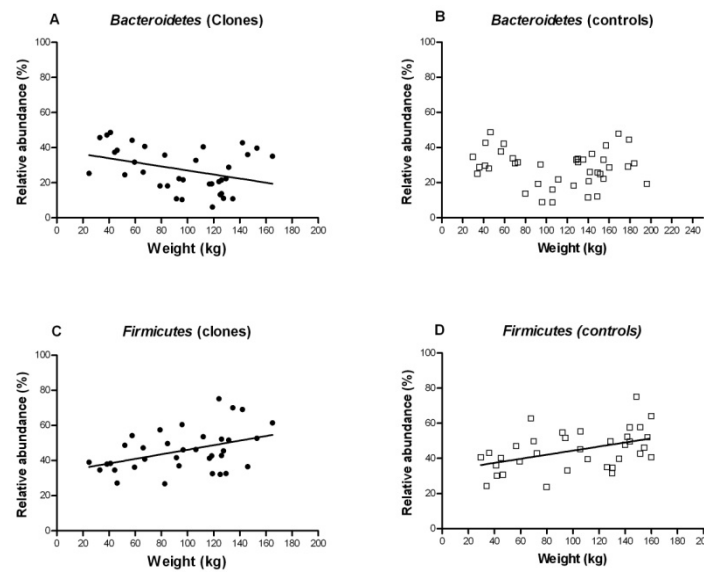 A
Bacteroidetes (Clones)
Relative abundance (%)
100
80
60
40
20
0
0 20 40 60 80 100 120 140 160 180 200
Weight (kg)
B
Bacteroidetes (controls)
Relative abundance (%)
100
80
60
40
20
0
0 20 40 60 80 100 120 140 160 180 200 220 240
Weight (kg)
C
Firmicutes (clones)
Relative abundance (%)
100
80
60
40
20
0
0 20 40 60 80 100 120 140 160 180 200
Weight (kg)
D
Firmicutes (controls)
Relative abundance (%)
100
80
60
40
20
0
0 20 40 60 80 100 120 140 160 180
Weight (kg)